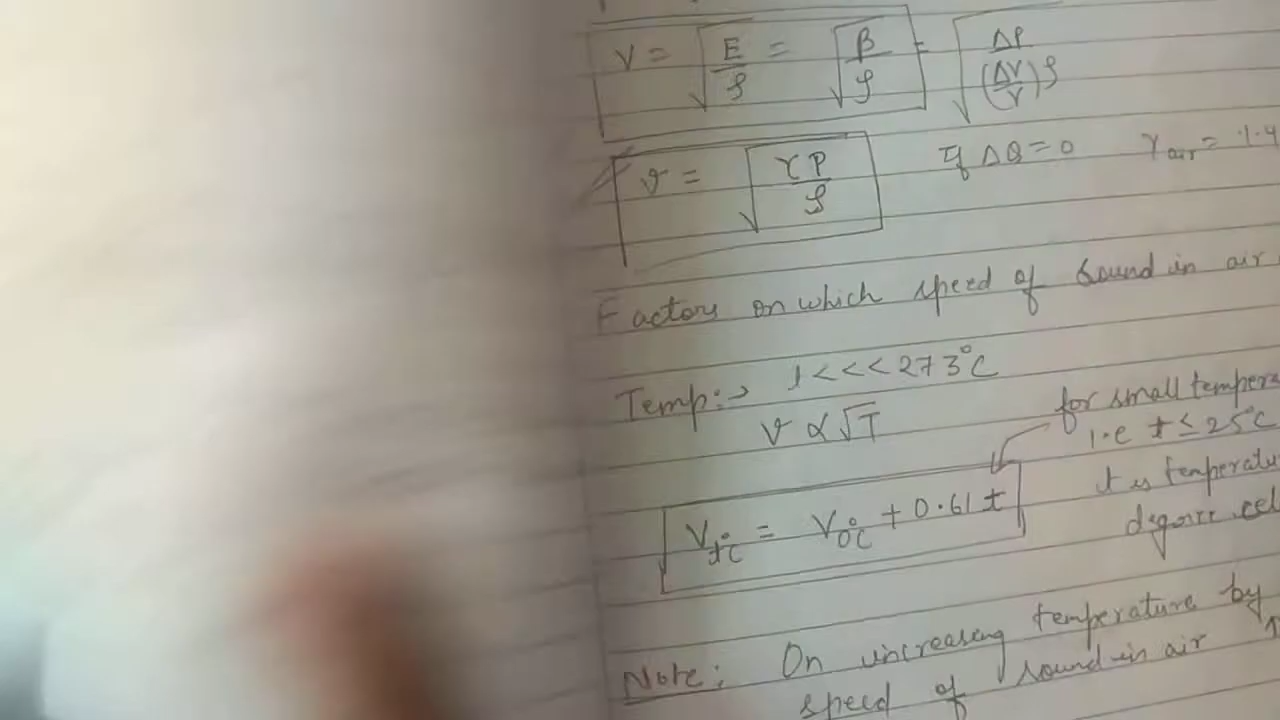 V = √(E/ρ) = √(β/ρ) = √(ΔP/((ΔV/V)ρ))
v = √(γP/ρ) If ΔQ=0 γair = 1.4
Factors on which speed of sound in air
Temp:→ t<<<273°C
v ∝ √T
for small tempera
i.e t ≤ 25°C
Vt°C = V0°C + 0.61 t
t is temperatu
degree cel
Note: On increasing temperature by
speed of sound in air ↑